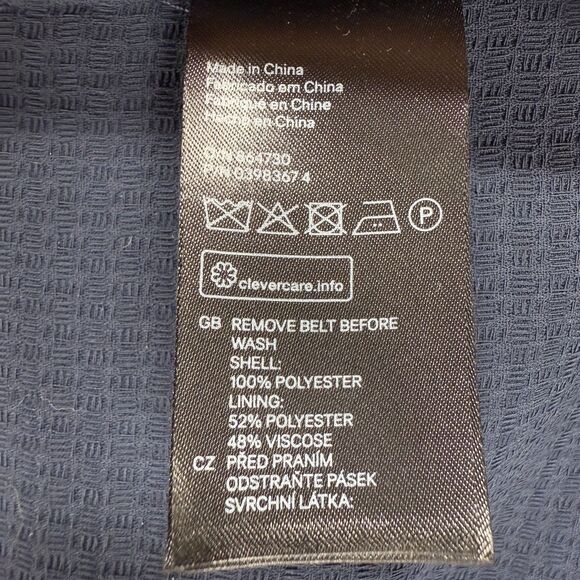 Made in China
Fabricado em China
Fabriqué en Chine
Hecho en China
864730
P/N 0398367 4
P
clevercare.info
GB REMOVE BELT BEFORE
WASH
SHELL:
100% POLYESTER
LINING:
52% POLYESTER
48% VISCOSE
CZ PŘED PRANÍM
ODSTRAŇTE PÁSEK
SVRCHNÍ LÁTKA: